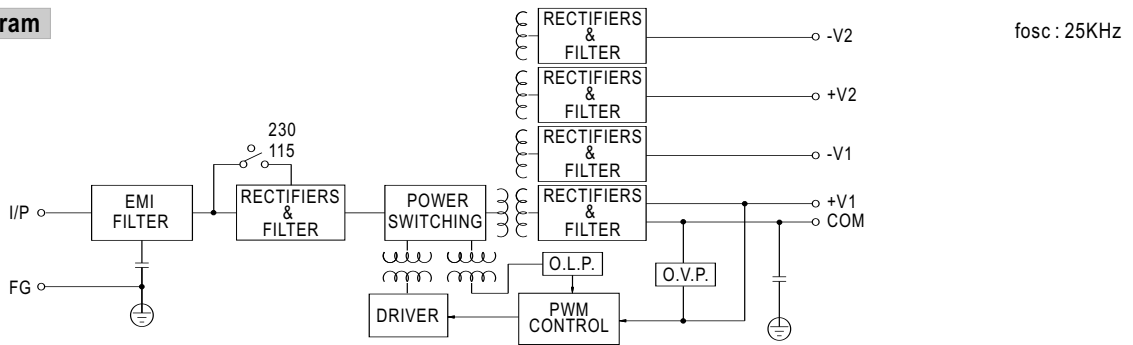 ram
fosc : 25KHz
RECTIFIERS
&
FILTER
-V2
RECTIFIERS
&
FILTER
+V2
RECTIFIERS
&
FILTER
-V1
230
115
I/P
EMI
FILTER
RECTIFIERS
&
FILTER
POWER
SWITCHING
RECTIFIERS
&
FILTER
+V1
COM
O.L.P.
O.V.P.
FG
DRIVER
PWM
CONTROL